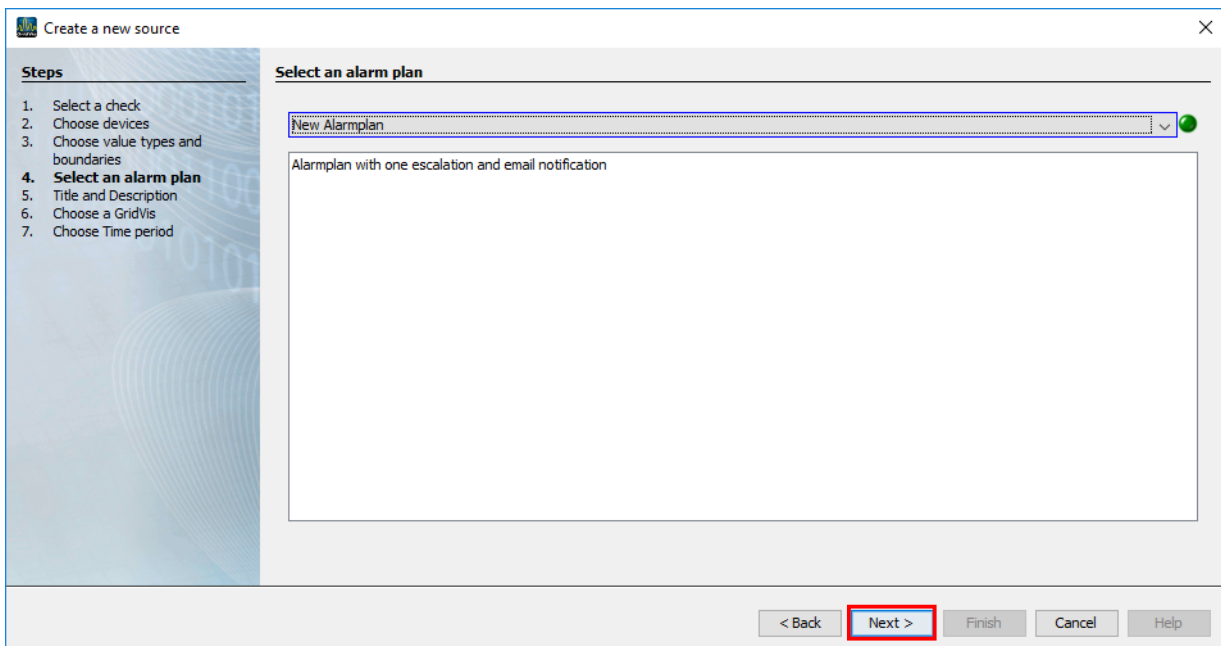 Create a new source
Steps
1. Select a check
2. Choose devices
3. Choose value types and
boundaries
4. Select an alarm plan
5. Title and Description
6. Choose a GridVis
7. Choose Time period
Select an alarm plan
New Alarmplan
Alarmplan with one escalation and email notification
< Back
Next >
Finish
Cancel
Help